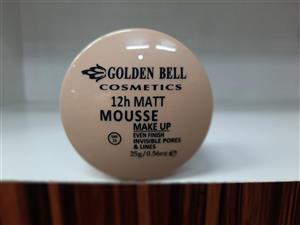 GOLDEN BELL
COSMETICS
12h MATT
MOUSSE
MAKE UP
EVEN FINISH
INVISIBLE PORES
& LINES
25g/0.56oz ℮